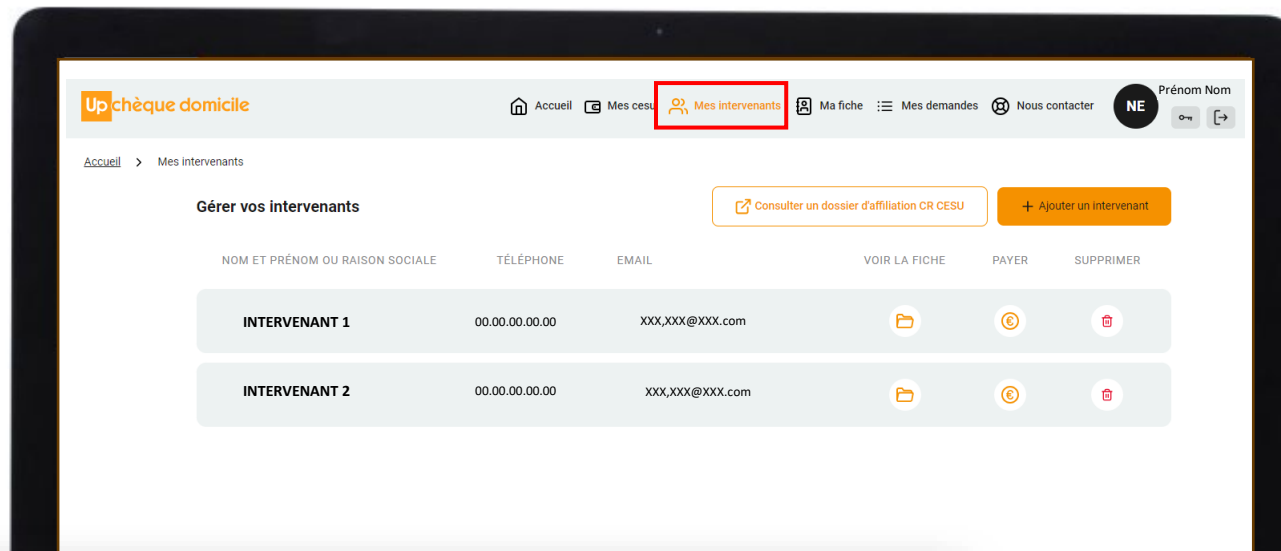 Up chèque domicile
Accueil Mes cesu Mes intervenants Ma fiche Mes demandes Nous contacter NE Prénom Nom
Accueil > Mes intervenants
Gérer vos intervenants Consulter un dossier d'affiliation CR CESU + Ajouter un intervenant
NOM ET PRÉNOM OU RAISON SOCIALE TÉLÉPHONE EMAIL VOIR LA FICHE PAYER SUPPRIMER
INTERVENANT 1 00.00.00.00.00 XXX,XXX@XXX.com €
INTERVENANT 2 00.00.00.00.00 XXX,XXX@XXX.com €